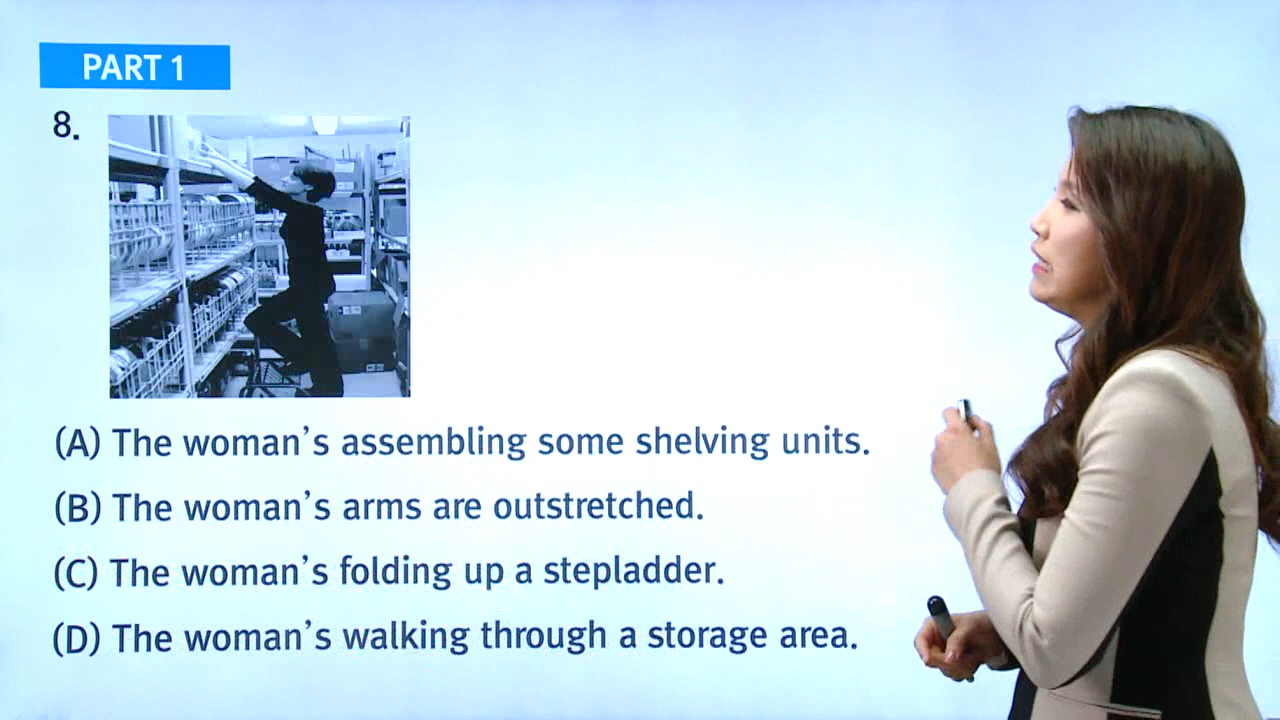 PART 1
8.
(A) The woman's assembling some shelving units.
(B) The woman's arms are outstretched.
(C) The woman's folding up a stepladder.
(D) The woman's walking through a storage area.